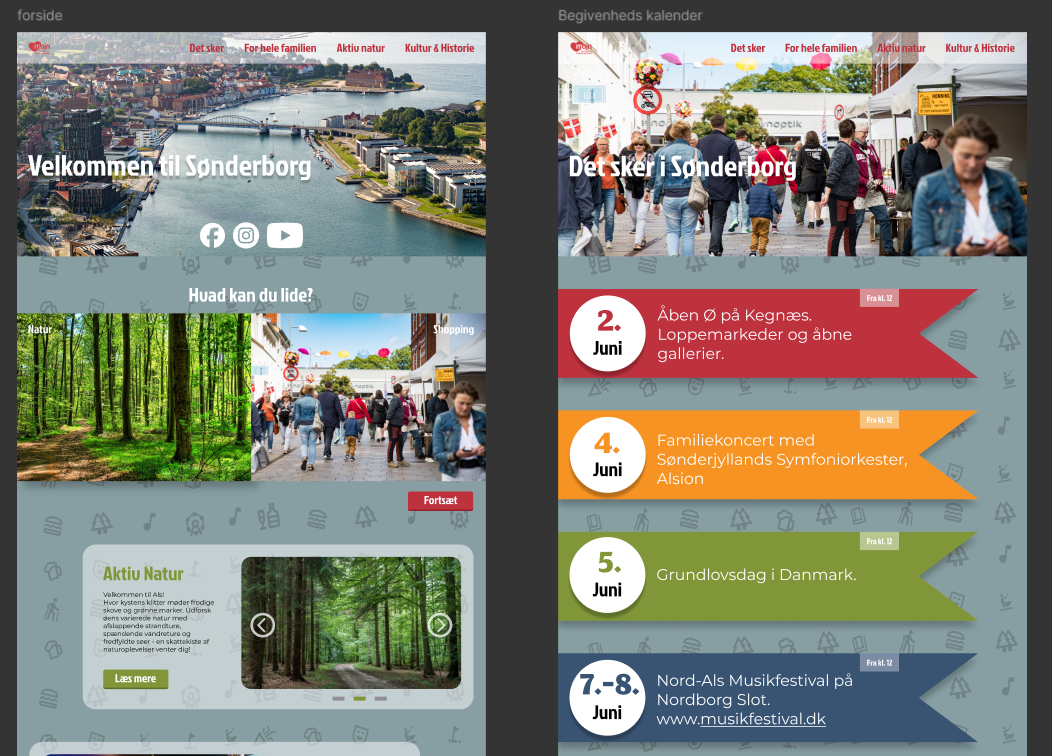 forside
Det sker For hele familien Aktiv natur Kultur & Historie
Velkommen til Sønderborg
Hvad kan du lide?
Natur
Shopping
Fortsæt
Aktiv Natur
Velkommen til Als!
Hvor kystens klitter møder frodige
skove og grønne marker. Udforsk
øens varierede natur med
afslappende strandture,
spændende vandreture og
fredfyldte søer - en skattekiste af
naturoplevelser venter dig!
Læs mere
Begivenheds kalender
Det sker For hele familien Aktiv natur Kultur & Historie
HONNING
ynoptik
Det sker i Sønderborg
Fra kl. 12
2.
Juni
Åben Ø på Kegnæs.
Loppemarkeder og åbne
gallerier.
Fra kl. 12
4.
Juni
Familiekoncert med
Sønderjyllands Symfoniorkester,
Alsion
Fra kl. 12
5.
Juni
Grundlovsdag i Danmark.
Fra kl. 12
7.-8.
Juni
Nord-Als Musikfestival på
Nordborg Slot.
www.musikfestival.dk